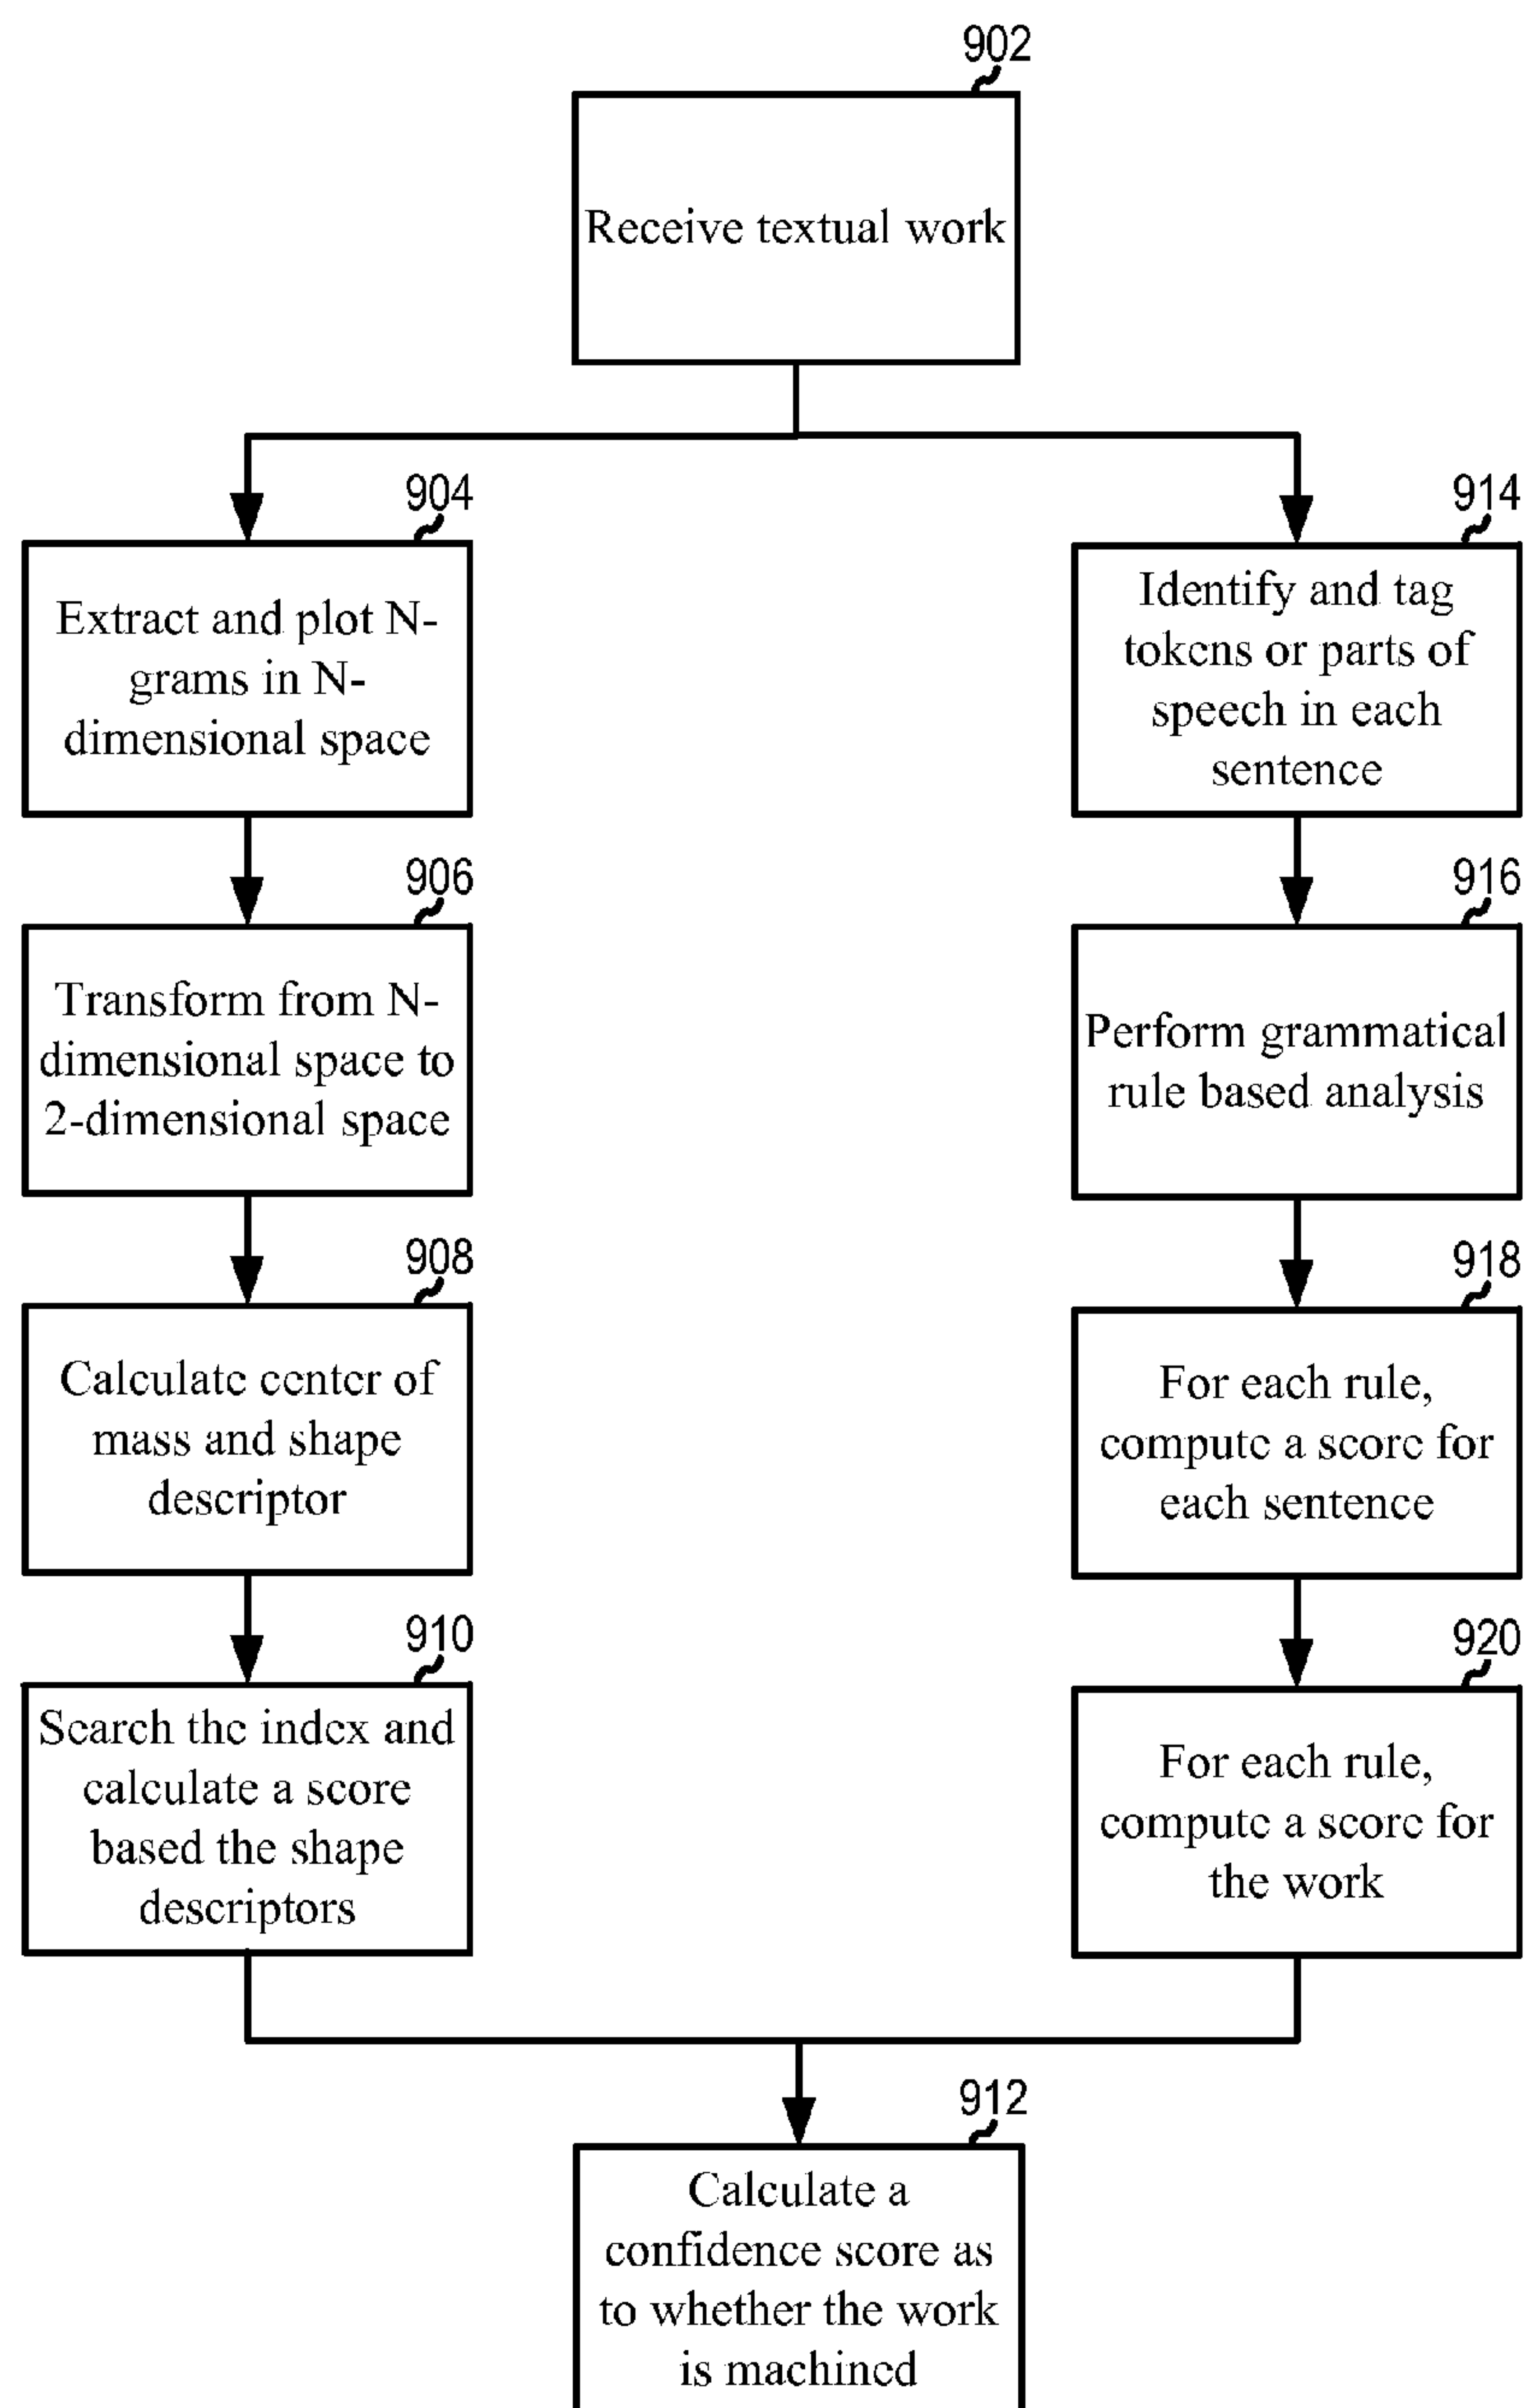 902
Receive textual work
904
Extract and plot N-
grams in N-
dimensional space
906
Transform from N-
dimensional space to
2-dimensional space
908
Calculate center of
mass and shape
descriptor
910
Search the index and
calculate a score
based the shape
descriptors
914
Identify and tag
tokens or parts of
speech in each
sentence
916
Perform grammatical
rule based analysis
918
For each rule,
compute a score for
each sentence
920
For each rule,
compute a score for
the work
912
Calculate a
confidence score as
to whether the work
is machined